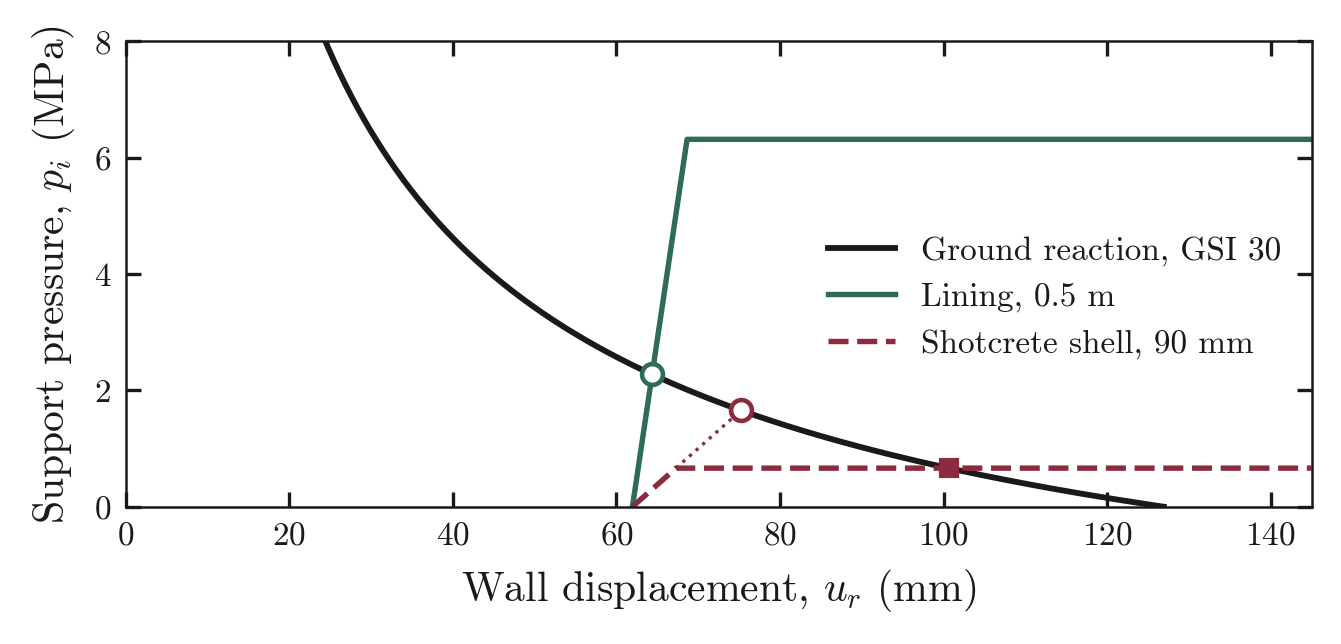 Support pressure, p_i (MPa)
8
6
4
2
0
Ground reaction, GSI 30
Lining, 0.5 m
Shotcrete shell, 90 mm
0 20 40 60 80 100 120 140
Wall displacement, u_r (mm)